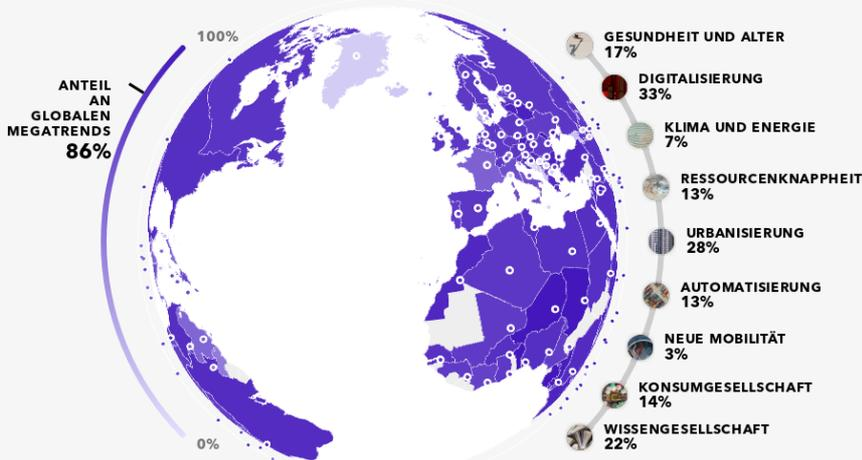 100%
ANTEIL
AN
GLOBALEN
MEGATRENDS
86%
0%
GESUNDHEIT UND ALTER
17%
DIGITALISIERUNG
33%
KLIMA UND ENERGIE
7%
RESSOURCENKNAPPHEIT
13%
URBANISIERUNG
28%
AUTOMATISIERUNG
13%
NEUE MOBILITÄT
3%
KONSUMGESELLSCHAFT
14%
WISSENGESELLSCHAFT
22%